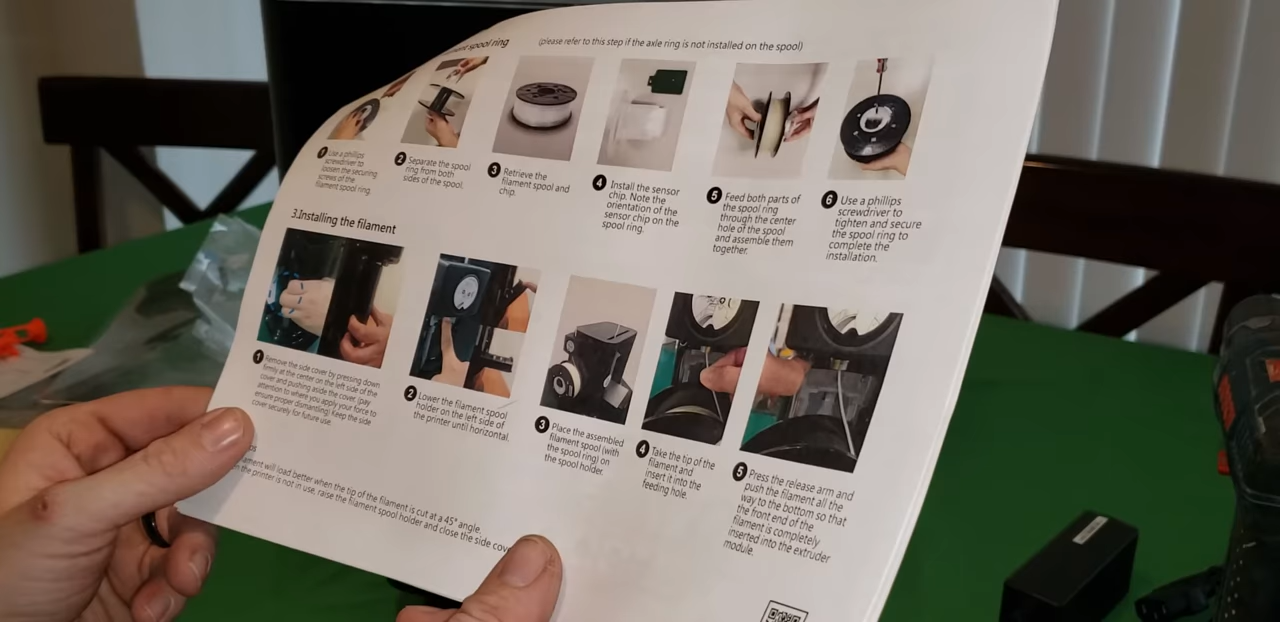 spool ring (please refer to this step if the axle ring is not installed on the spool)
1 Use a phillips
screwdriver to
loosen the securing
screws of the
filament spool ring.
2 Separate the spool
ring from both
sides of the spool.
3 Retrieve the
filament spool and
chip.
4 Install the sensor
chip. Note the
orientation of the
sensor chip on the
spool ring.
5 Feed both parts of
the spool ring
through the center
hole of the spool
and assemble them
together.
6 Use a phillips
screwdriver to
tighten and secure
the spool ring to
complete the
installation.
3.Installing the filament
1 Remove the side cover by pressing down
firmly at the center on the left side of the
cover and pushing aside the cover. (pay
attention to where you apply your force to
ensure proper dismantling) Keep the side
cover securely for future use.
2 Lower the filament spool
holder on the left side of
the printer until horizontal.
3 Place the assembled
filament spool (with
the spool ring) on
the spool holder.
4 Take the tip of the
filament and
insert it into the
feeding hole.
5 Press the release arm and
push the filament all the
way to the bottom so that
the front end of the
filament is completely
inserted into the extruder
module.
will load better when the tip of the filament is cut at a 45° angle.
the printer is not in use, raise the filament spool holder and close the side